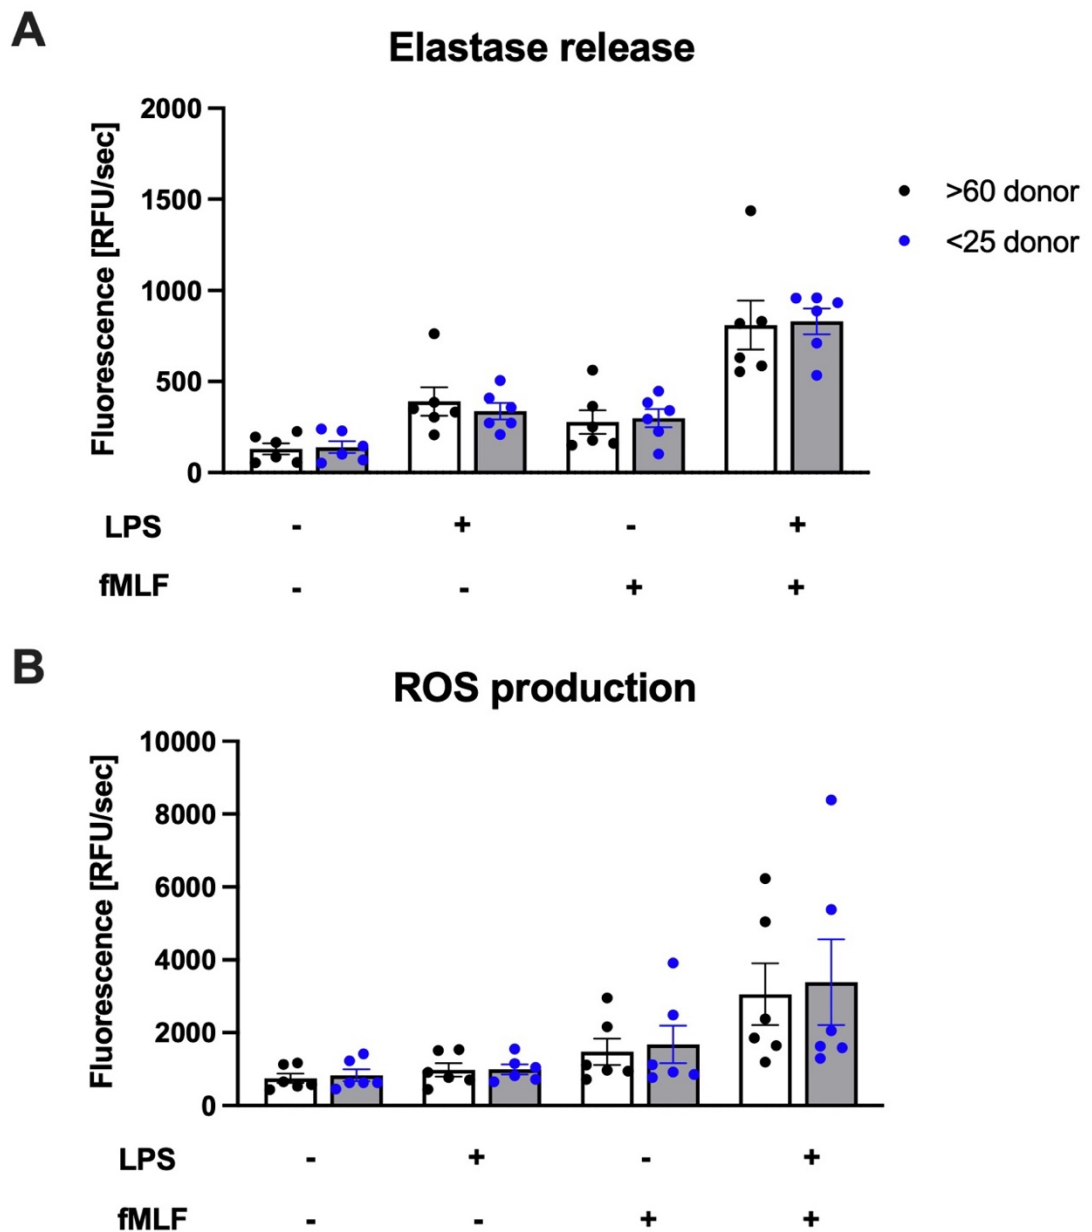 A
Elastase release
Fluorescence [RFU/sec]
2000
1500
1000
500
0
>60 donor
<25 donor
LPS - + - +
fMLF - - + +
B
ROS production
Fluorescence [RFU/sec]
10000
8000
6000
4000
2000
0
LPS - + - +
fMLF - - + +